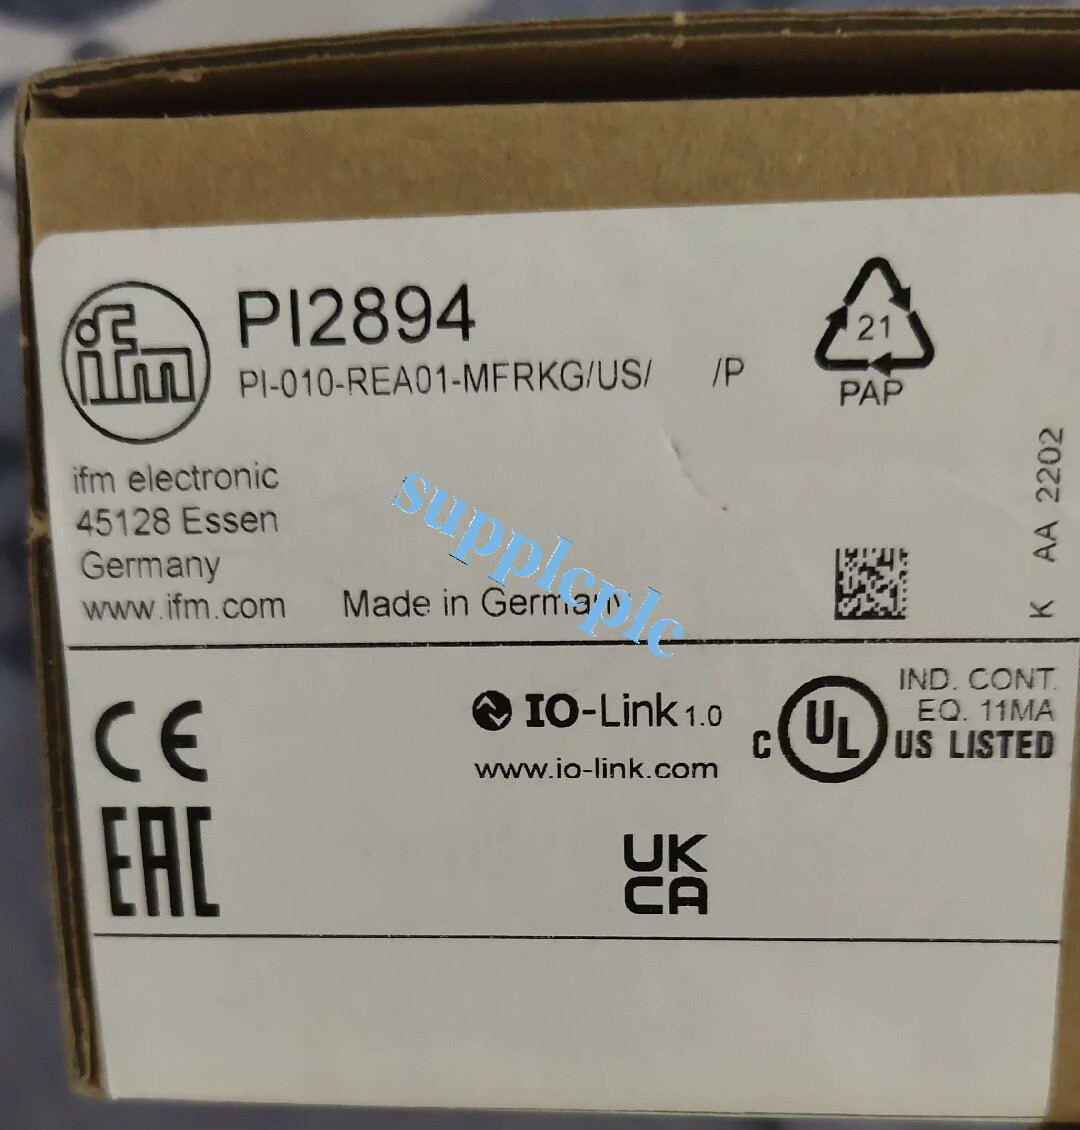 ifm
PI2894
PI-010-REA01-MFRKG/US/ /P
21
PAP
ifm electronic
45128 Essen
Germany
www.ifm.com
Made in Germany
supplcplc
K AA 2202
CE
IO-Link 1.0
www.io-link.com
C UL US LISTED
IND. CONT.
EQ. 11MA
EAC
UK
CA